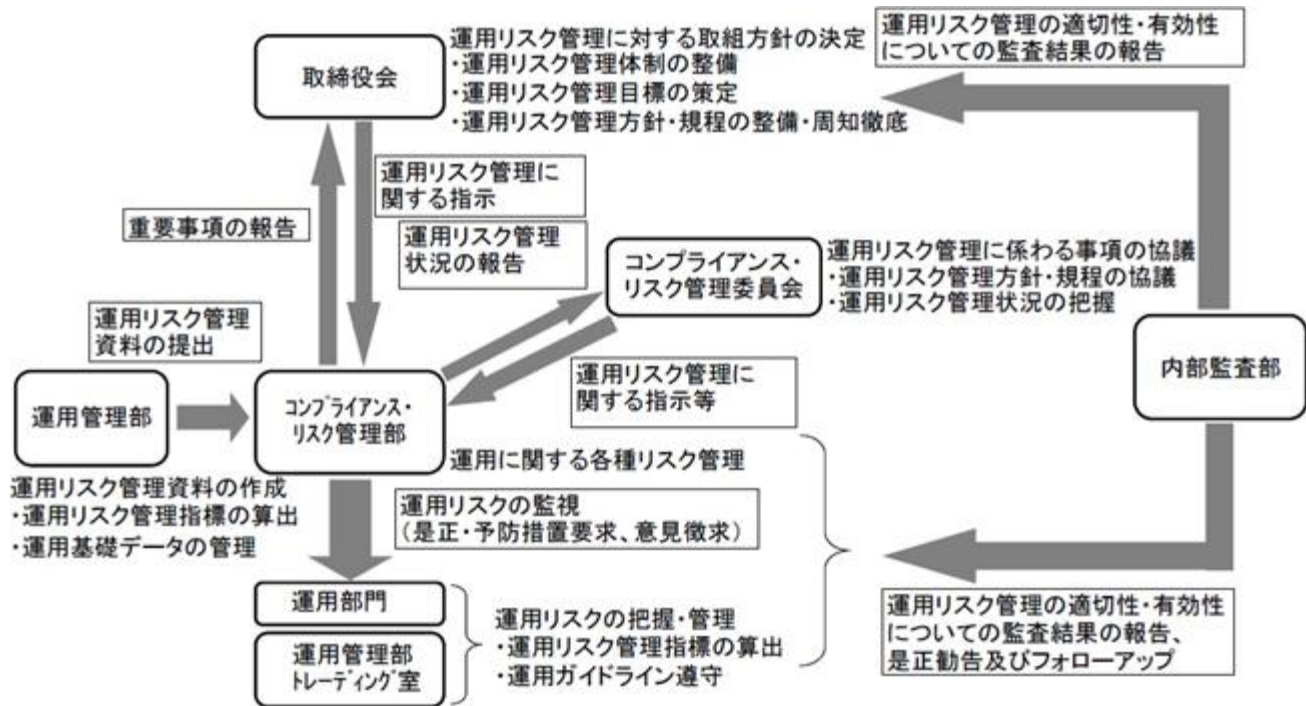 取締役会
運用リスク管理に対する取組方針の決定
・運用リスク管理体制の整備
・運用リスク管理目標の策定
・運用リスク管理方針・規程の整備・周知徹底
運用リスク管理の適切性・有効性
についての監査結果の報告
重要事項の報告
運用リスク管理に
関する指示
運用リスク管理
状況の報告
コンプライアンス・
リスク管理委員会
運用リスク管理に係わる事項の協議
・運用リスク管理方針・規程の協議
・運用リスク管理状況の把握
運用リスク管理
資料の提出
運用管理部
コンプライアンス・
リスク管理部
運用リスク管理に
関する指示等
内部監査部
運用に関する各種リスク管理
運用リスク管理資料の作成
・運用リスク管理指標の算出
・運用基礎データの管理
運用リスクの監視
(是正・予防措置要求、意見徴求)
運用部門
運用管理部
トレーディング室
運用リスクの把握・管理
・運用リスク管理指標の算出
・運用ガイドライン遵守
運用リスク管理の適切性・有効性
についての監査結果の報告、
是正勧告及びフォローアップ